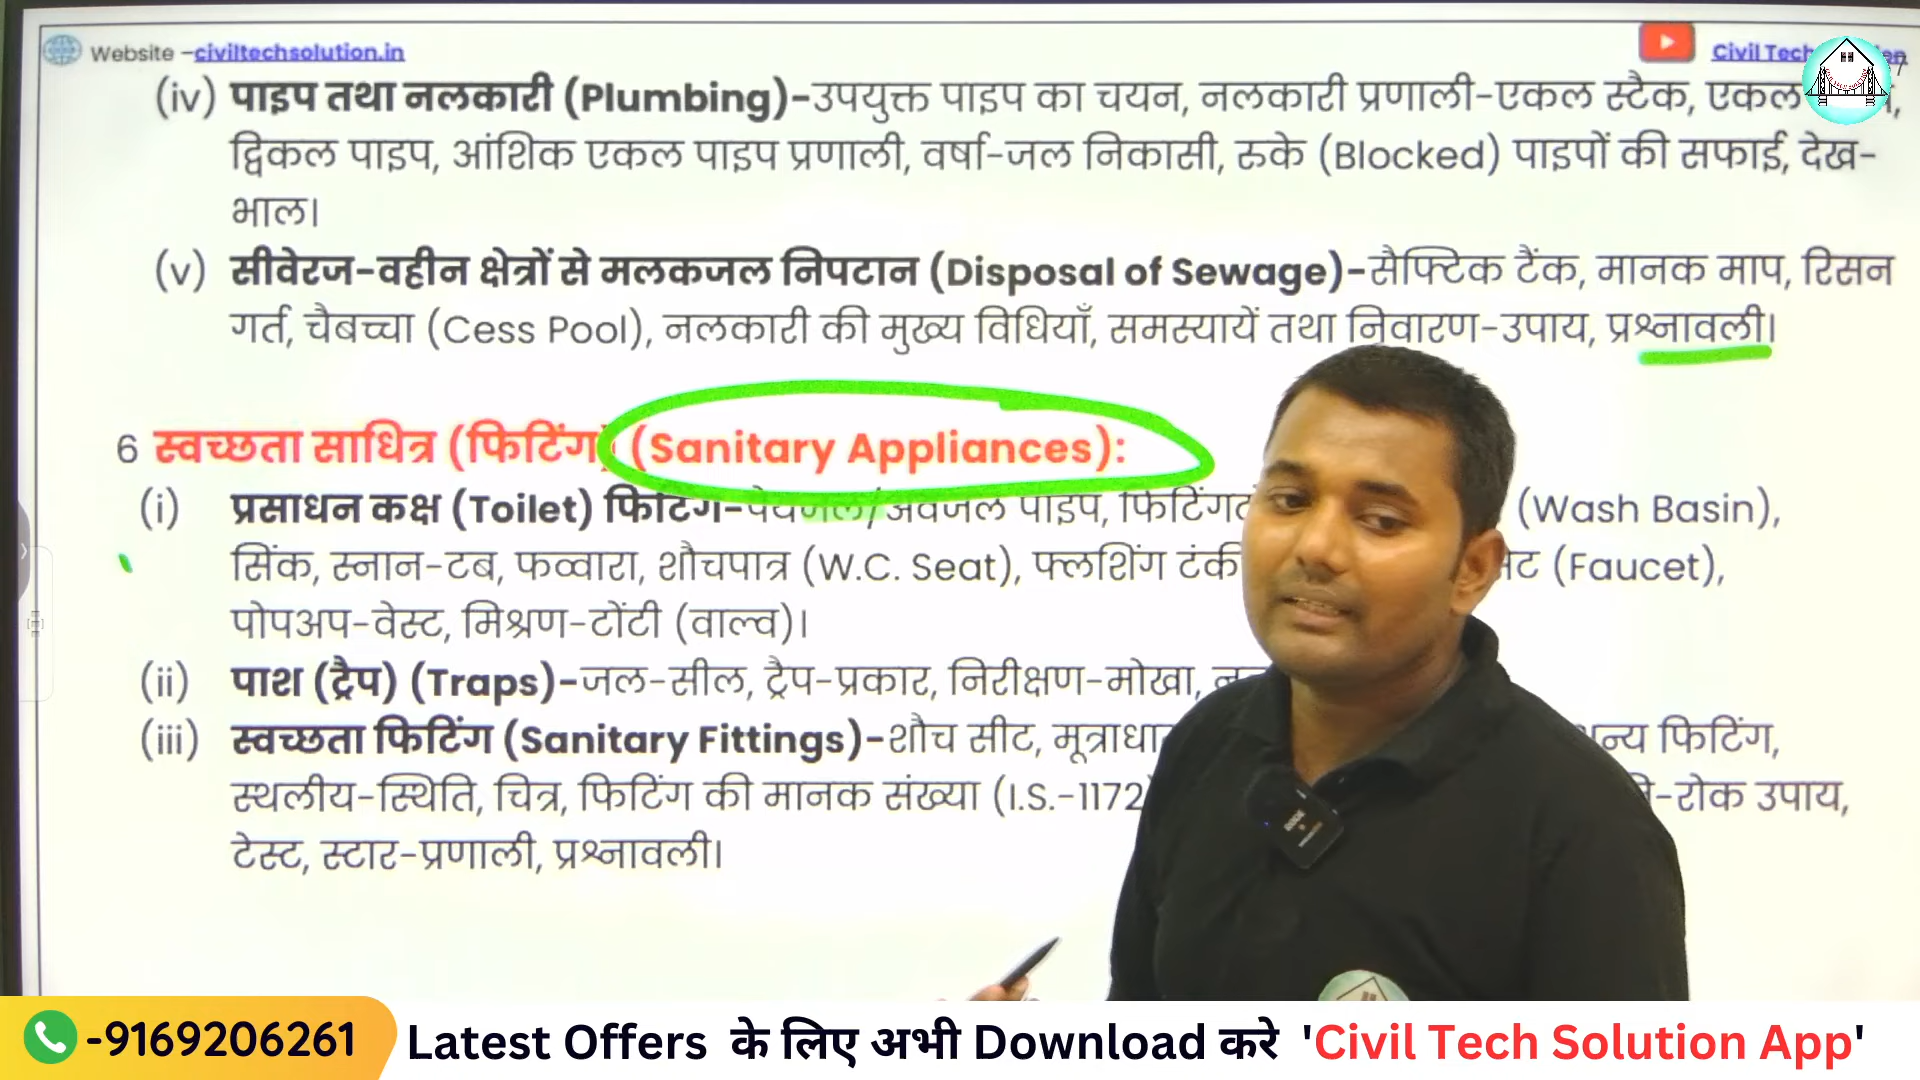 Website –civiltechsolution.in
Civil Tech
(iv) पाइप तथा नलकारी (Plumbing)–उपयुक्त पाइप का चयन, नलकारी प्रणाली–एकल स्टैक, एकल
द्विकल पाइप, आंशिक एकल पाइप प्रणाली, वर्षा–जल निकासी, रुके (Blocked) पाइपों की सफाई, देख–
भाल।
(v) सीवेरज–वहीन क्षेत्रों से मलकजल निपटान (Disposal of Sewage)–सैफ्टिक टैंक, मानक माप, रिसन
गर्त, चैबच्चा (Cess Pool), नलकारी की मुख्य विधियाँ, समस्यायें तथा निवारण–उपाय, प्रश्नावली।
6 स्वच्छता साधित्र (फिटिंग) (Sanitary Appliances):
(i) प्रसाधन कक्ष (Toilet) फिटिंग–पेयजल/अवजल पाइप, (Wash Basin),
सिंक, स्नान–टब, फव्वारा, शौचपात्र (W.C. Seat), फ्लशिंग टंकी (Faucet),
पोपअप–वेस्ट, मिश्रण–टोंटी (वाल्व)।
(ii) पाश (ट्रैप) (Traps)–जल–सील, ट्रैप–प्रकार, निरीक्षण–मोखा,
(iii) स्वच्छता फिटिंग (Sanitary Fittings)–शौच सीट, फिटिंग,
स्थलीय–स्थिति, चित्र, फिटिंग की मानक संख्या (I.S.–1172) –रोक उपाय,
टेस्ट, स्टार–प्रणाली, प्रश्नावली।
-9169206261 Latest Offers के लिए अभी Download करे 'Civil Tech Solution App'